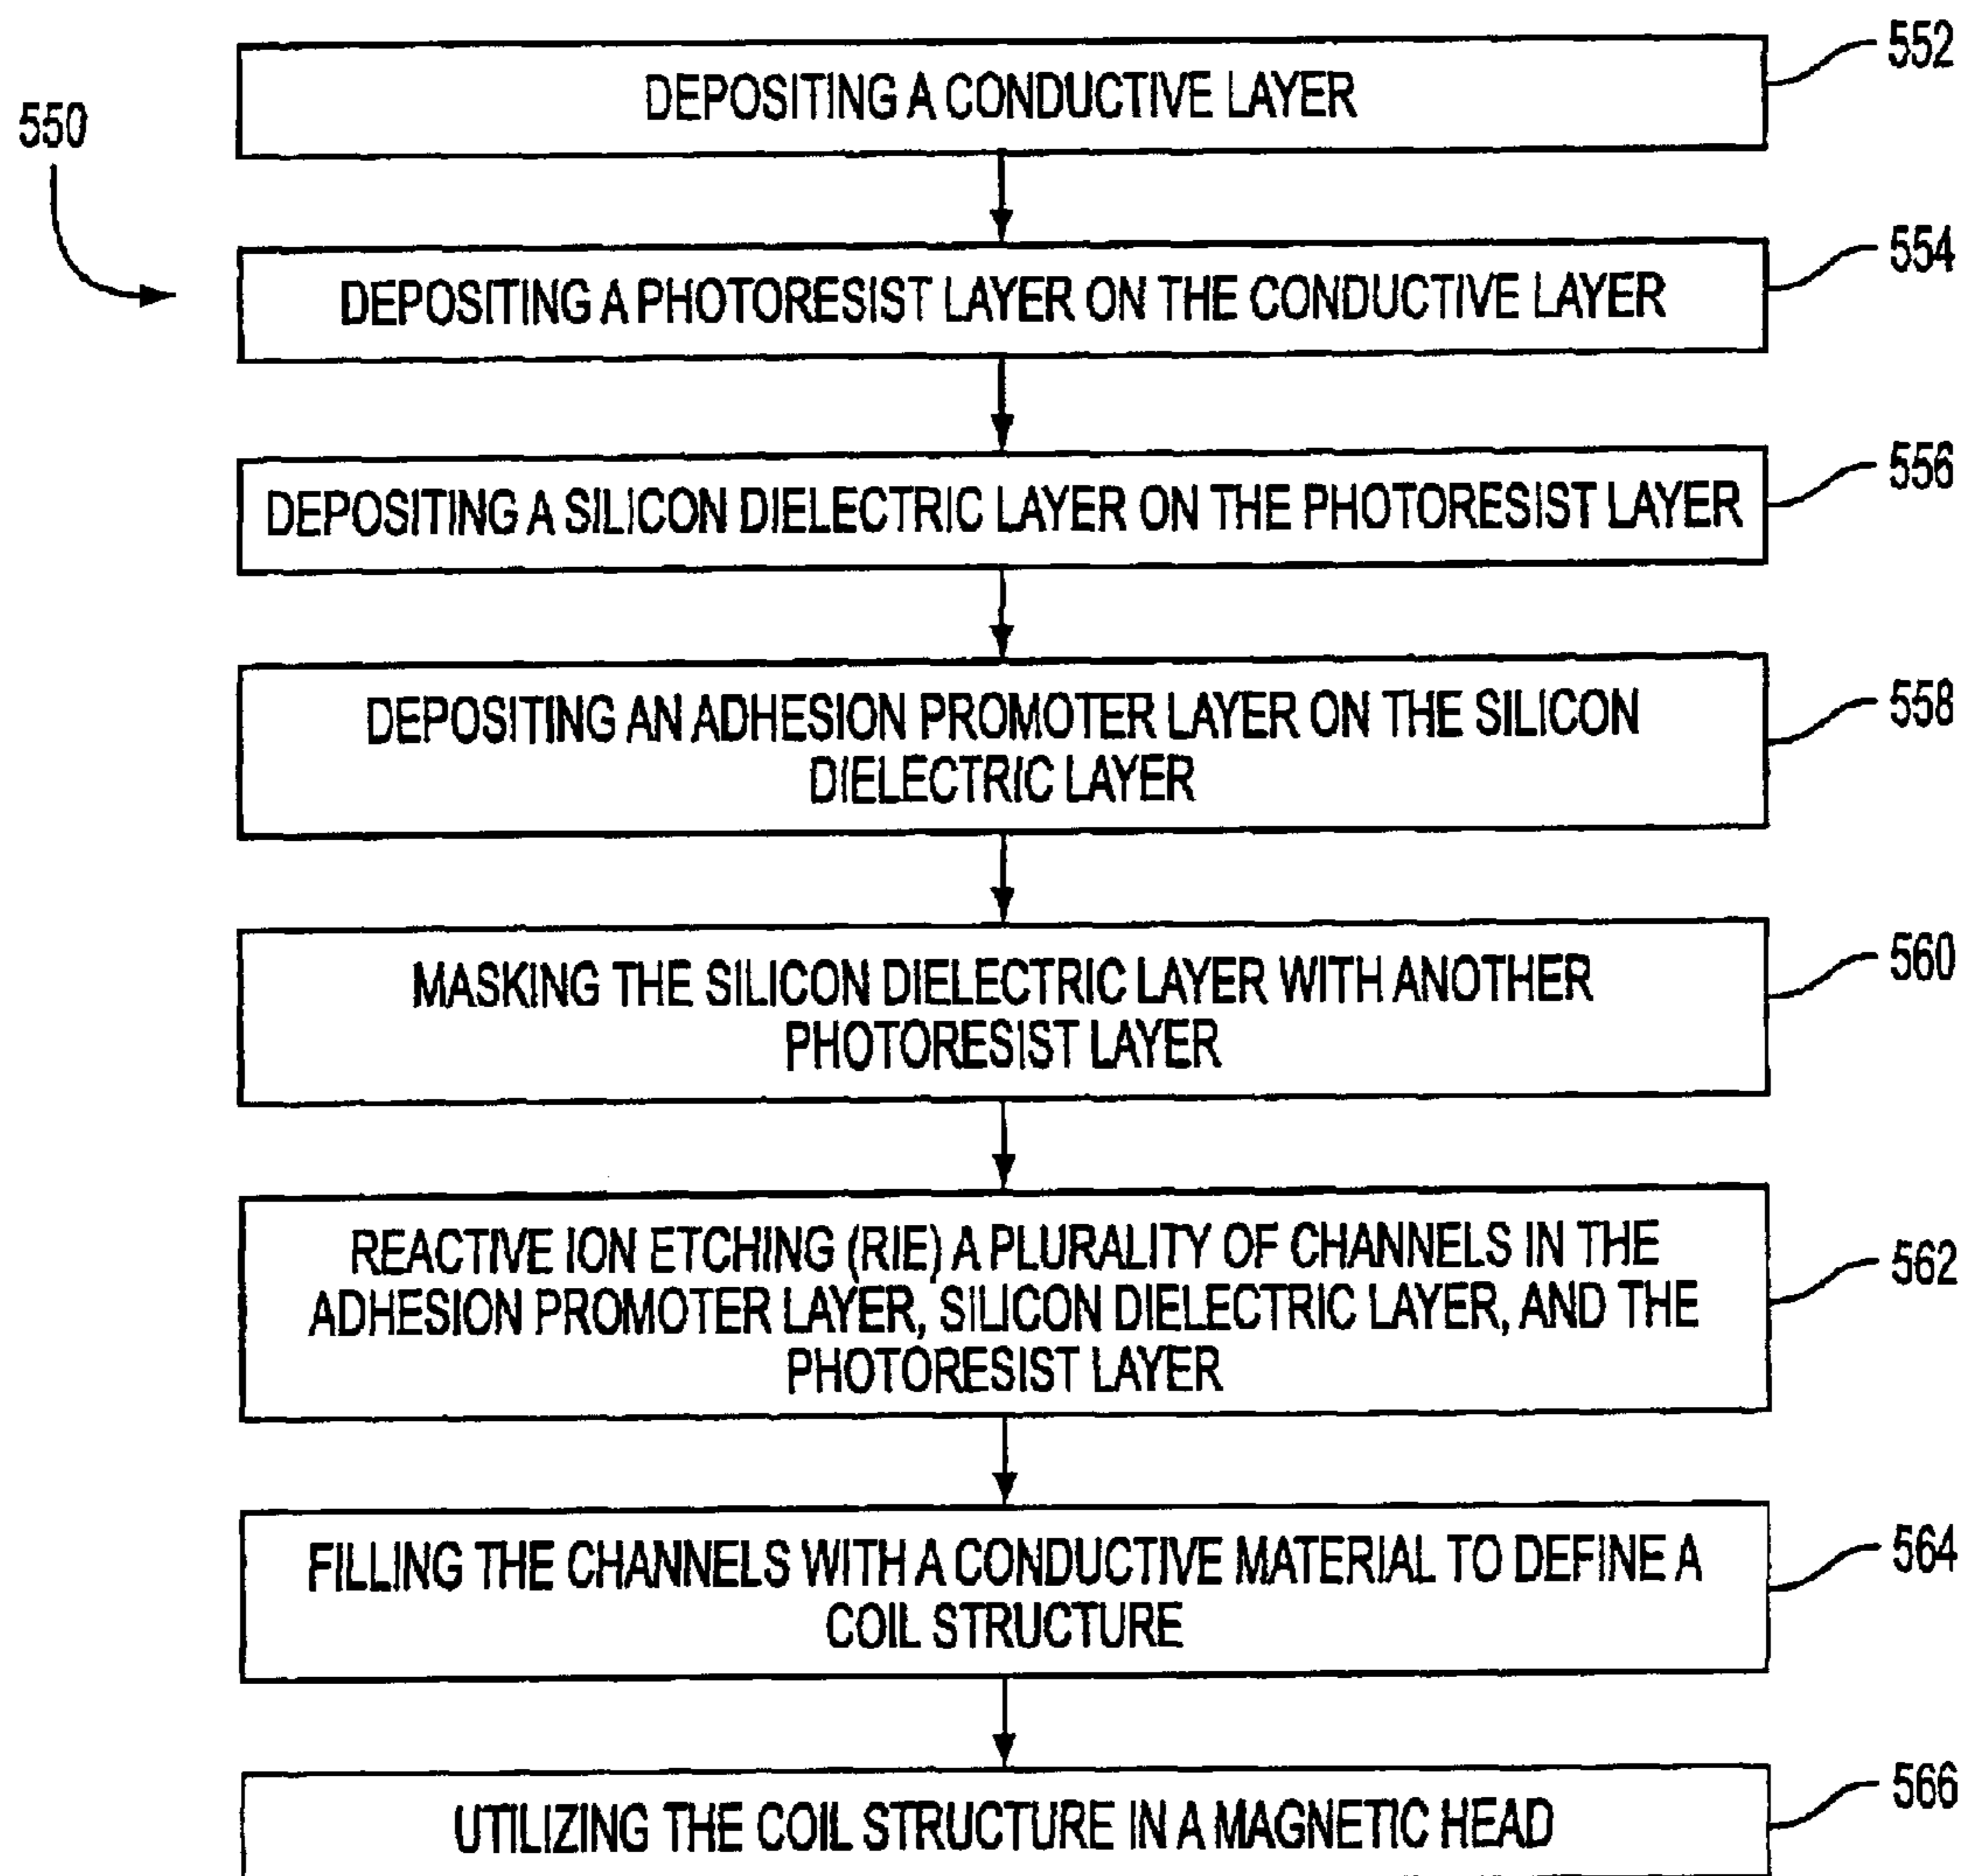 552
DEPOSITING A CONDUCTIVE LAYER
550
554
DEPOSITING A PHOTORESIST LAYER ON THE CONDUCTIVE LAYER
556
DEPOSITING A SILICON DIELECTRIC LAYER ON THE PHOTORESIST LAYER
558
DEPOSITING AN ADHESION PROMOTER LAYER ON THE SILICON
DIELECTRIC LAYER
560
MASKING THE SILICON DIELECTRIC LAYER WITH ANOTHER
PHOTORESIST LAYER
562
REACTIVE ION ETCHING (RIE) A PLURALITY OF CHANNELS IN THE
ADHESION PROMOTER LAYER, SILICON DIELECTRIC LAYER, AND THE
PHOTORESIST LAYER
564
FILLING THE CHANNELS WITH A CONDUCTIVE MATERIAL TO DEFINE A
COIL STRUCTURE
566
UTILIZING THE COIL STRUCTURE IN A MAGNETIC HEAD